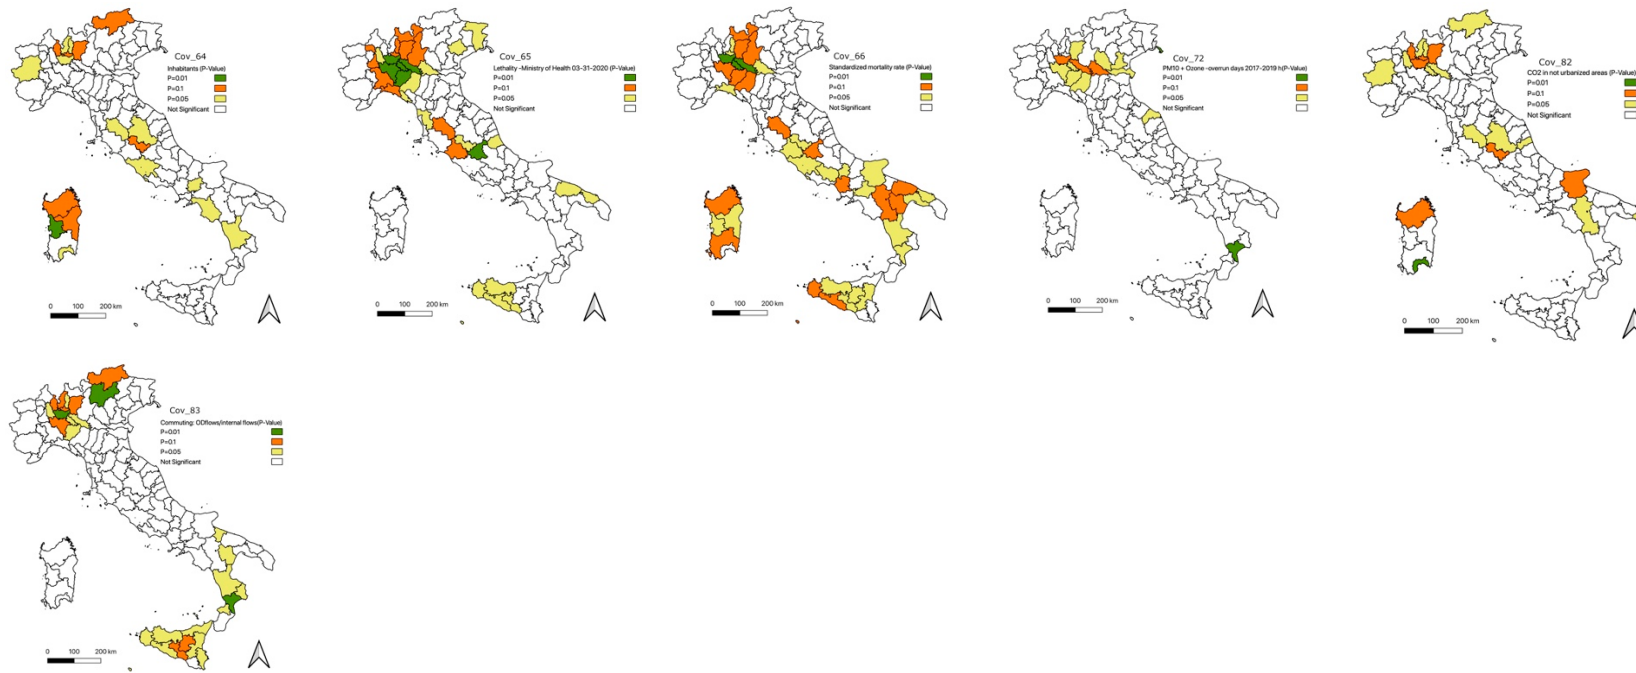 Cov_64
Inhabitants (P-Value)
P=0.01
P=0.1
P=0.05
Not Significant
0 100 200 km
Cov_65
Lethality -Ministry of Health 03-31-2020 (P-Value)
P=0.01
P=0.1
P=0.05
Not Significant
0 100 200 km
Cov_66
Standardized mortality rate (P-Value)
P=0.01
P=0.1
P=0.05
Not Significant
0 100 200 km
Cov_72
PM10 + Ozone -overrun days 2017-2019 h(P-Value)
P=0.01
P=0.1
P=0.05
Not Significant
0 100 200 km
Cov_82
CO2 in not urbanized areas (P-Value)
P=0.01
P=0.1
P=0.05
Not Significant
0 100 200 km
Cov_83
Commuting: ODflows/internal flows(P-Value)
P=0.01
P=0.1
P=0.05
Not Significant
0 100 200 km